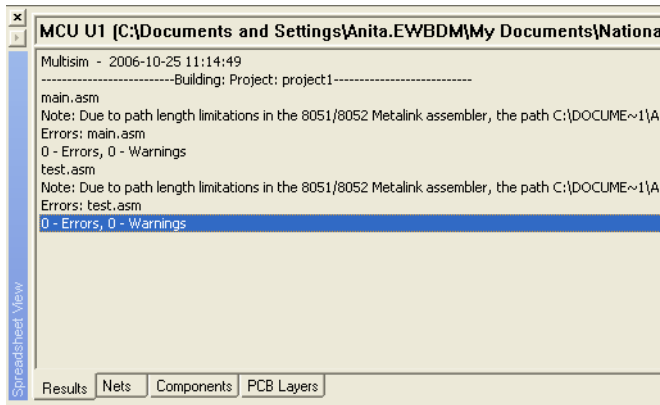 MCU U1 (C:\Documents and Settings\Anita.EWBDM\My Documents\Nationa
Multisim - 2006-10-25 11:14:49
-------------------------Building: Project: project1--------------------------
main.asm
Note: Due to path length limitations in the 8051/8052 Metalink assembler, the path C:\DOCUME~1\A
Errors: main.asm
0 - Errors, 0 - Warnings
test.asm
Note: Due to path length limitations in the 8051/8052 Metalink assembler, the path C:\DOCUME~1\A
Errors: test.asm
0 - Errors, 0 - Warnings
Spreadsheet View
Results Nets Components PCB Layers